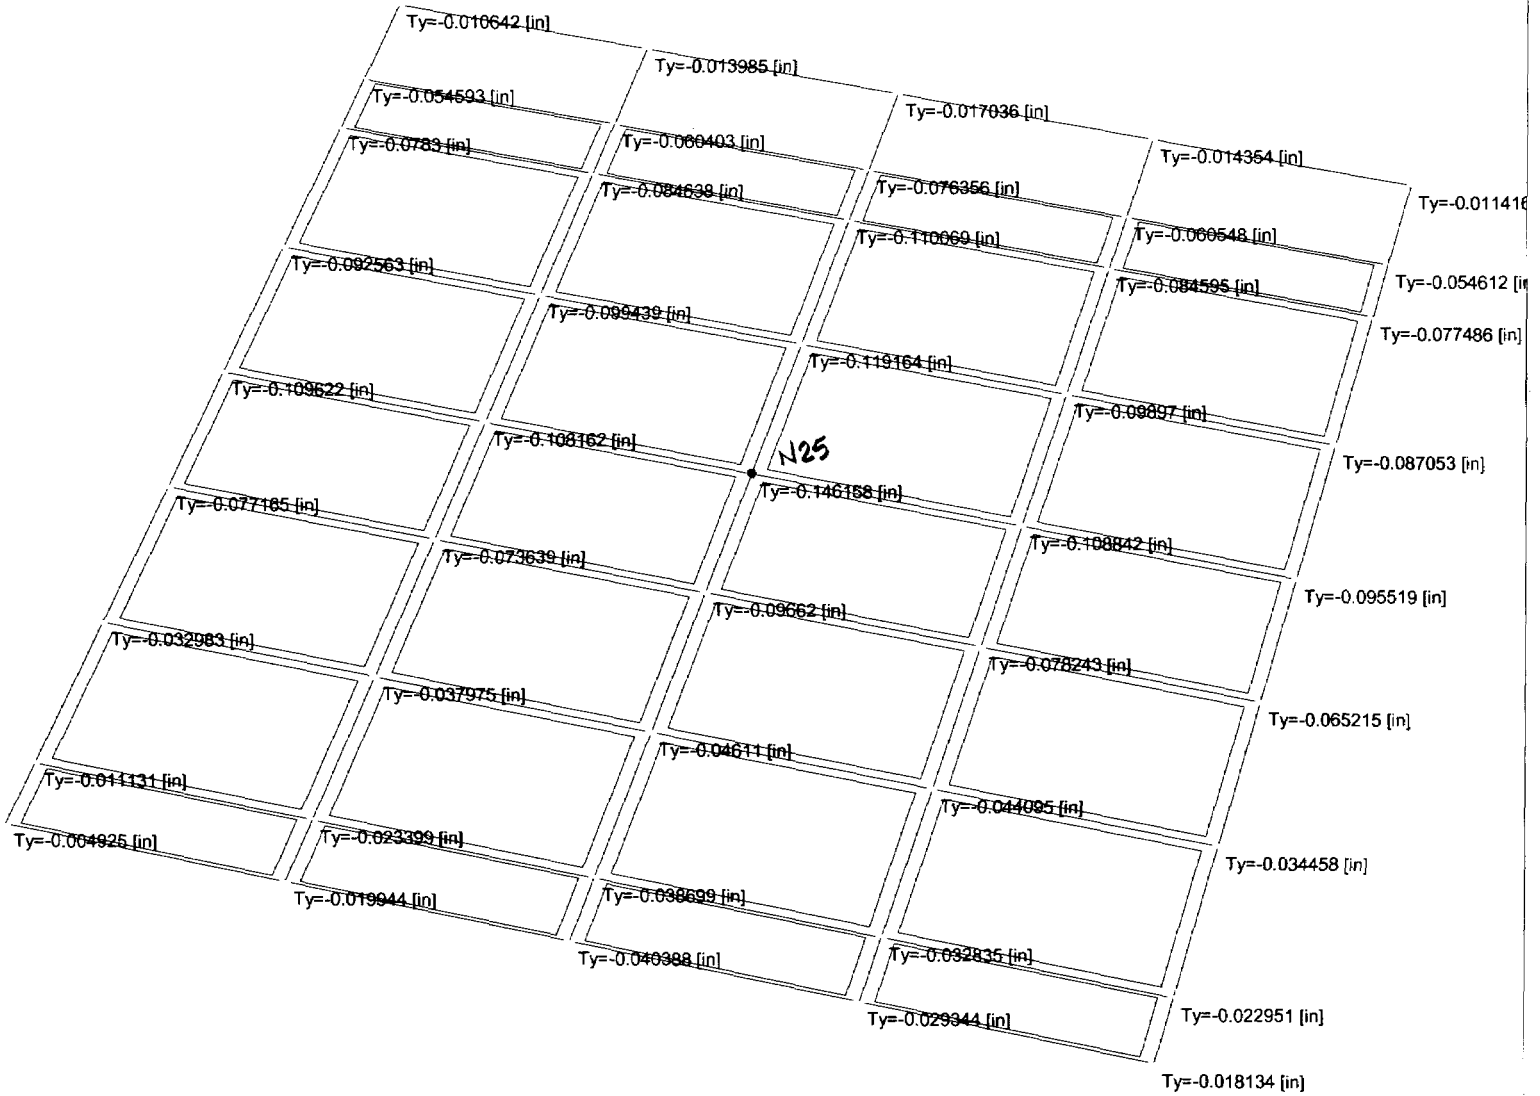 Ty=-0.010642 [in]
Ty=-0.013985 [in]
Ty=-0.017036 [in]
Ty=-0.014354 [in]
Ty=-0.011416
Ty=-0.054593 [in]
Ty=-0.060403 [in]
Ty=-0.076356 [in]
Ty=-0.060548 [in]
Ty=-0.054612 [in
Ty=-0.0783 [in]
Ty=-0.084638 [in]
Ty=-0.110069 [in]
Ty=-0.084595 [in]
Ty=-0.077486 [in]
Ty=-0.092563 [in]
Ty=-0.099439 [in]
Ty=-0.119164 [in]
Ty=-0.09897 [in]
Ty=-0.087053 [in]
Ty=-0.109622 [in]
Ty=-0.108162 [in]
N25
Ty=-0.146158 [in]
Ty=-0.108842 [in]
Ty=-0.095519 [in]
Ty=-0.077165 [in]
Ty=-0.073639 [in]
Ty=-0.09662 [in]
Ty=-0.078243 [in]
Ty=-0.065215 [in]
Ty=-0.032983 [in]
Ty=-0.037975 [in]
Ty=-0.04611 [in]
Ty=-0.044095 [in]
Ty=-0.034458 [in]
Ty=-0.011131 [in]
Ty=-0.023399 [in]
Ty=-0.038699 [in]
Ty=-0.032835 [in]
Ty=-0.022951 [in]
Ty=-0.004925 [in]
Ty=-0.019944 [in]
Ty=-0.040388 [in]
Ty=-0.029344 [in]
Ty=-0.018134 [in]